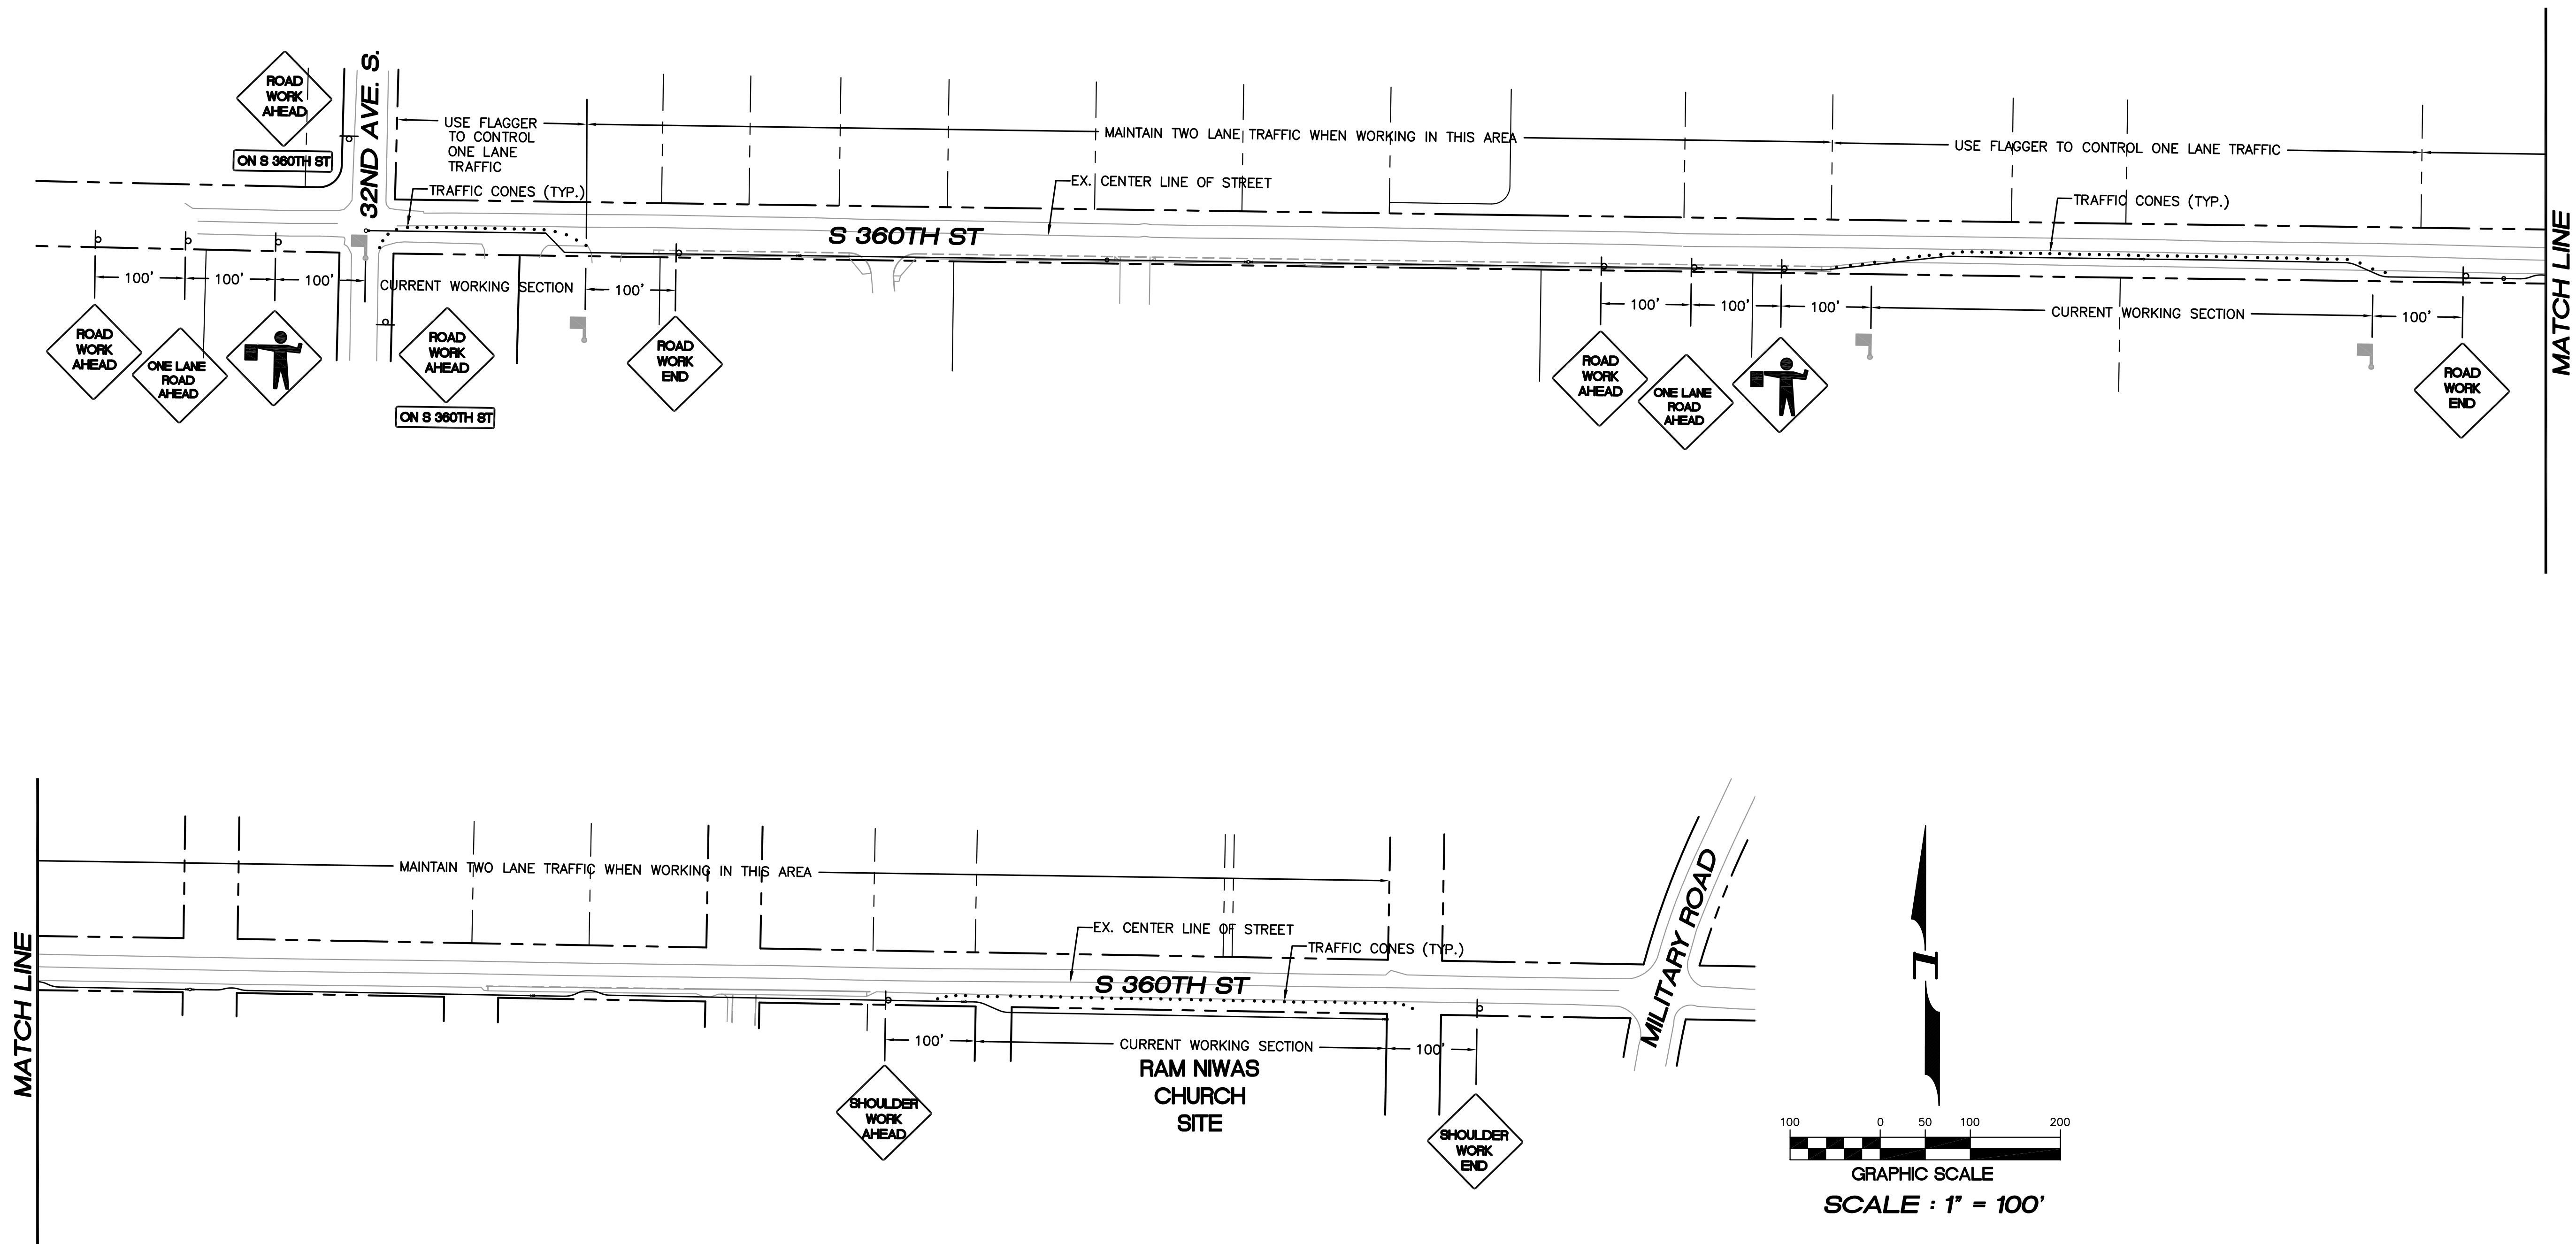 ROAD
WORK
AHEAD
ON S 360TH ST
32ND AVE. S.
USE FLAGGER
TO CONTROL
ONE LANE
TRAFFIC
MAINTAIN TWO LANE TRAFFIC WHEN WORKING IN THIS AREA
USE FLAGGER TO CONTROL ONE LANE TRAFFIC
TRAFFIC CONES (TYP.)
EX. CENTER LINE OF STREET
TRAFFIC CONES (TYP.)
S 360TH ST
MATCH LINE
100'
100'
100'
CURRENT WORKING SECTION
100'
100'
100'
100'
CURRENT WORKING SECTION
100'
ROAD
WORK
AHEAD
ONE LANE
ROAD
AHEAD
ROAD
WORK
AHEAD
ON S 360TH ST
ROAD
WORK
END
ROAD
WORK
AHEAD
ONE LANE
ROAD
AHEAD
ROAD
WORK
END
MATCH LINE
MAINTAIN TWO LANE TRAFFIC WHEN WORKING IN THIS AREA
EX. CENTER LINE OF STREET
TRAFFIC CONES (TYP.)
S 360TH ST
MILITARY ROAD
100'
CURRENT WORKING SECTION
100'
RAM NIWAS
CHURCH
SITE
SHOULDER
WORK
AHEAD
SHOULDER
WORK
END
1
100 0 50 100 200
GRAPHIC SCALE
SCALE : 1" = 100'